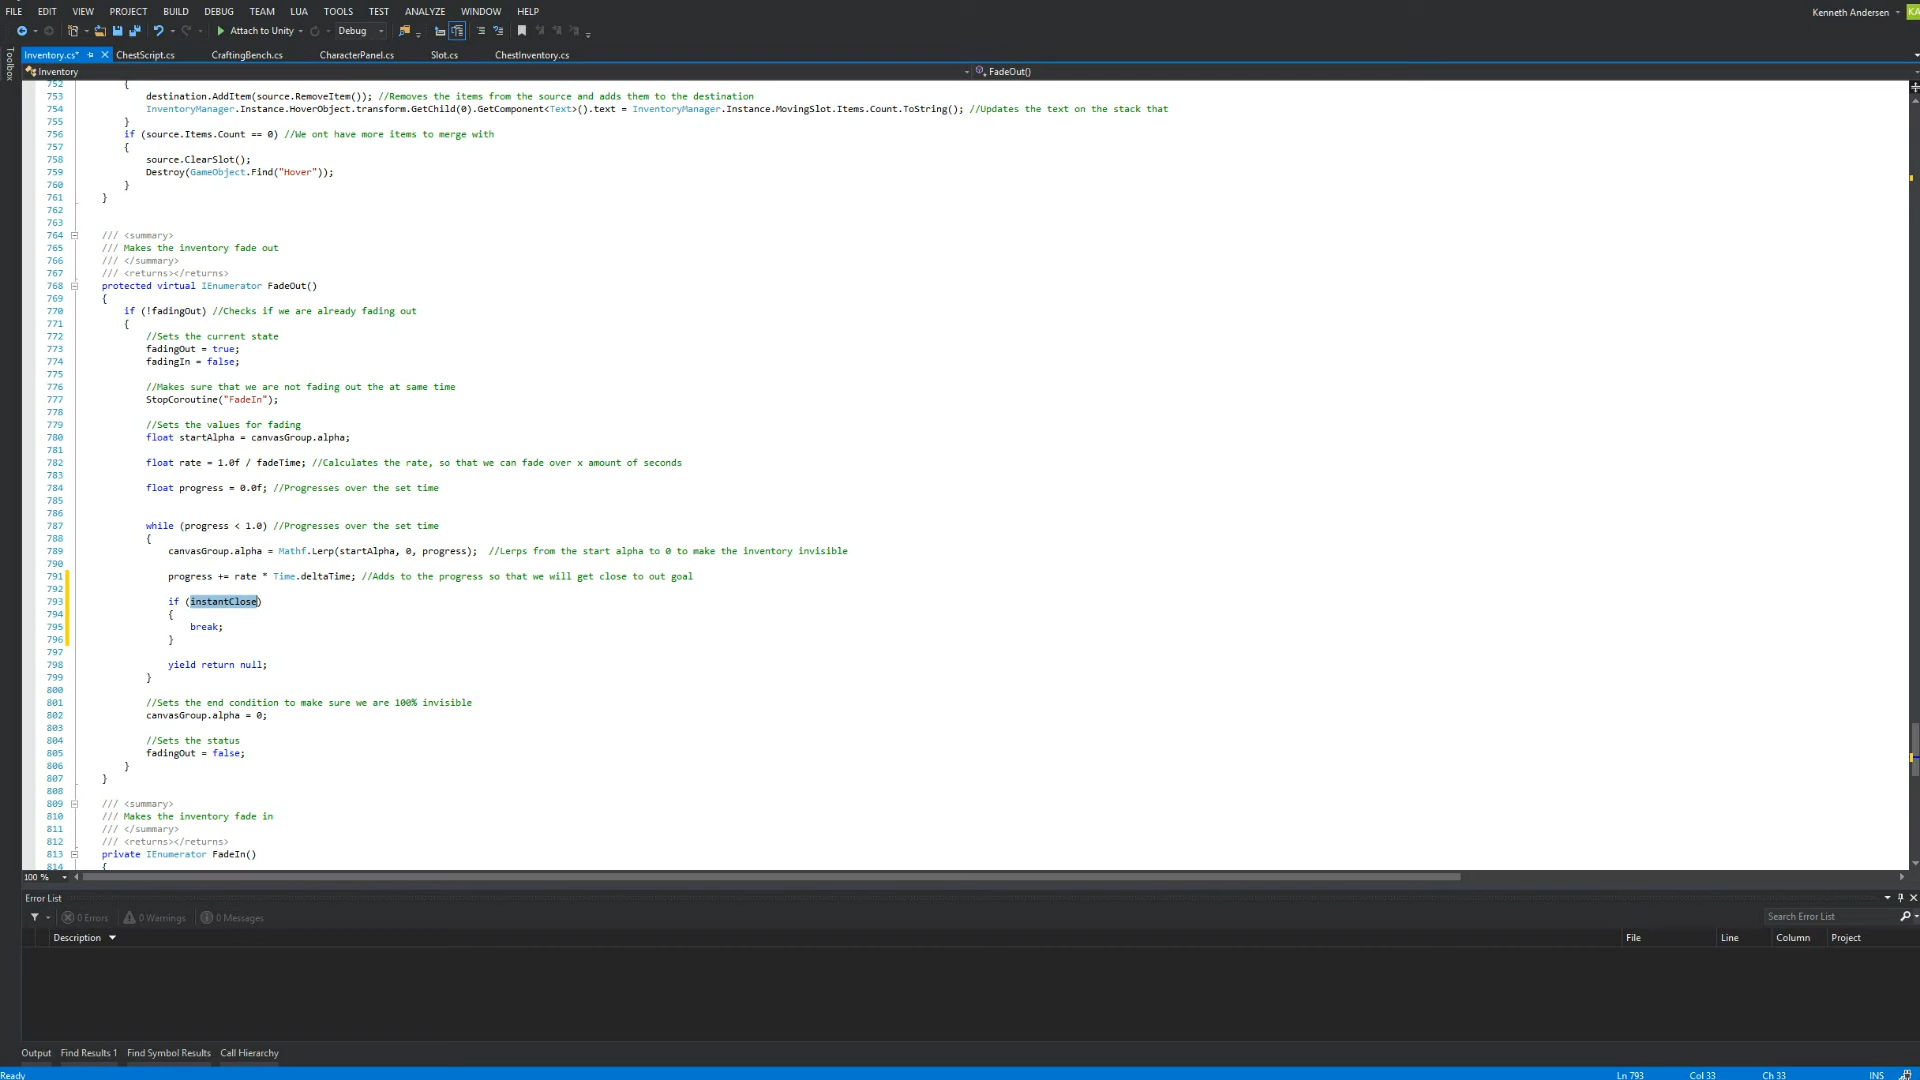 FILE EDIT VIEW PROJECT BUILD DEBUG TEAM LUA TOOLS TEST ANALYZE WINDOW HELP Kenneth Andersen KA
Attach to Unity Debug
Inventory.cs* ChestScript.cs CraftingBench.cs CharacterPanel.cs Slot.cs ChestInventory.cs
Toolbox
Inventory FadeOut()
752 {
753 destination.AddItem(source.RemoveItem()); //Removes the items from the source and adds them to the destination
754 InventoryManager.Instance.HoverObject.transform.GetChild(0).GetComponent<Text>().text = InventoryManager.Instance.MovingSlot.Items.Count.ToString(); //Updates the text on the stack that
755 }
756 if (source.Items.Count == 0) //We ont have more items to merge with
757 {
758 source.ClearSlot();
759 Destroy(GameObject.Find("Hover"));
760 }
761 }
762
763
764 /// <summary>
765 /// Makes the inventory fade out
766 /// </summary>
767 /// <returns></returns>
768 protected virtual IEnumerator FadeOut()
769 {
770 if (!fadingOut) //Checks if we are already fading out
771 {
772 //Sets the current state
773 fadingOut = true;
774 fadingIn = false;
775
776 //Makes sure that we are not fading out the at same time
777 StopCoroutine("FadeIn");
778
779 //Sets the values for fading
780 float startAlpha = canvasGroup.alpha;
781
782 float rate = 1.0f / fadeTime; //Calculates the rate, so that we can fade over x amount of seconds
783
784 float progress = 0.0f; //Progresses over the set time
785
786
787 while (progress < 1.0) //Progresses over the set time
788 {
789 canvasGroup.alpha = Mathf.Lerp(startAlpha, 0, progress); //Lerps from the start alpha to 0 to make the inventory invisible
790
791 progress += rate * Time.deltaTime; //Adds to the progress so that we will get close to out goal
792
793 if (instantClose)
794 {
795 break;
796 }
797
798 yield return null;
799 }
800
801 //Sets the end condition to make sure we are 100% invisible
802 canvasGroup.alpha = 0;
803
804 //Sets the status
805 fadingOut = false;
806 }
807 }
808
809 /// <summary>
810 /// Makes the inventory fade in
811 /// </summary>
812 /// <returns></returns>
813 private IEnumerator FadeIn()
814 {
100 %
Error List
0 Errors 0 Warnings 0 Messages Search Error List
Description File Line Column Project
Output Find Results 1 Find Symbol Results Call Hierarchy
Ready Ln 793 Col 33 Ch 33 INS